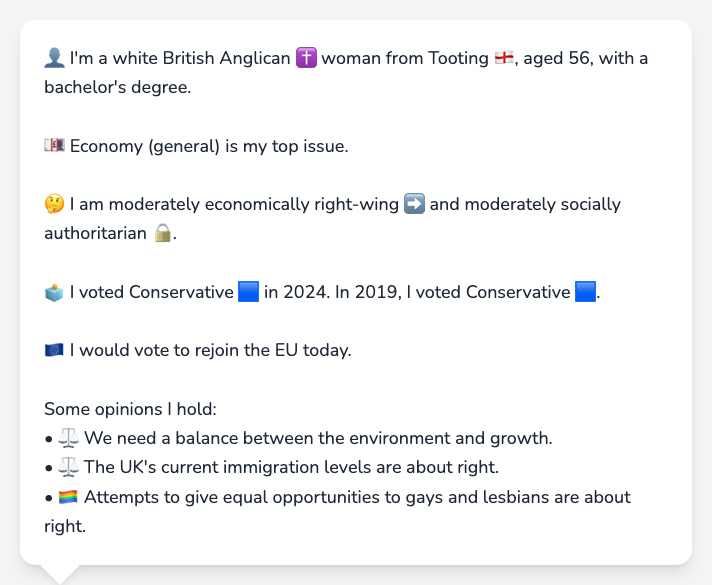 👤 I'm a white British Anglican ✝️ woman from Tooting 🏴󠁧󠁢󠁥󠁮󠁧󠁿, aged 56, with a
bachelor's degree.
💷 Economy (general) is my top issue.
🤔 I am moderately economically right-wing ➡️ and moderately socially
authoritarian 🔒.
🗳️ I voted Conservative 🟦 in 2024. In 2019, I voted Conservative 🟦.
🇪🇺 I would vote to rejoin the EU today.
Some opinions I hold:
• ⚖️ We need a balance between the environment and growth.
• ⚖️ The UK's current immigration levels are about right.
• 🏳️‍🌈 Attempts to give equal opportunities to gays and lesbians are about
right.